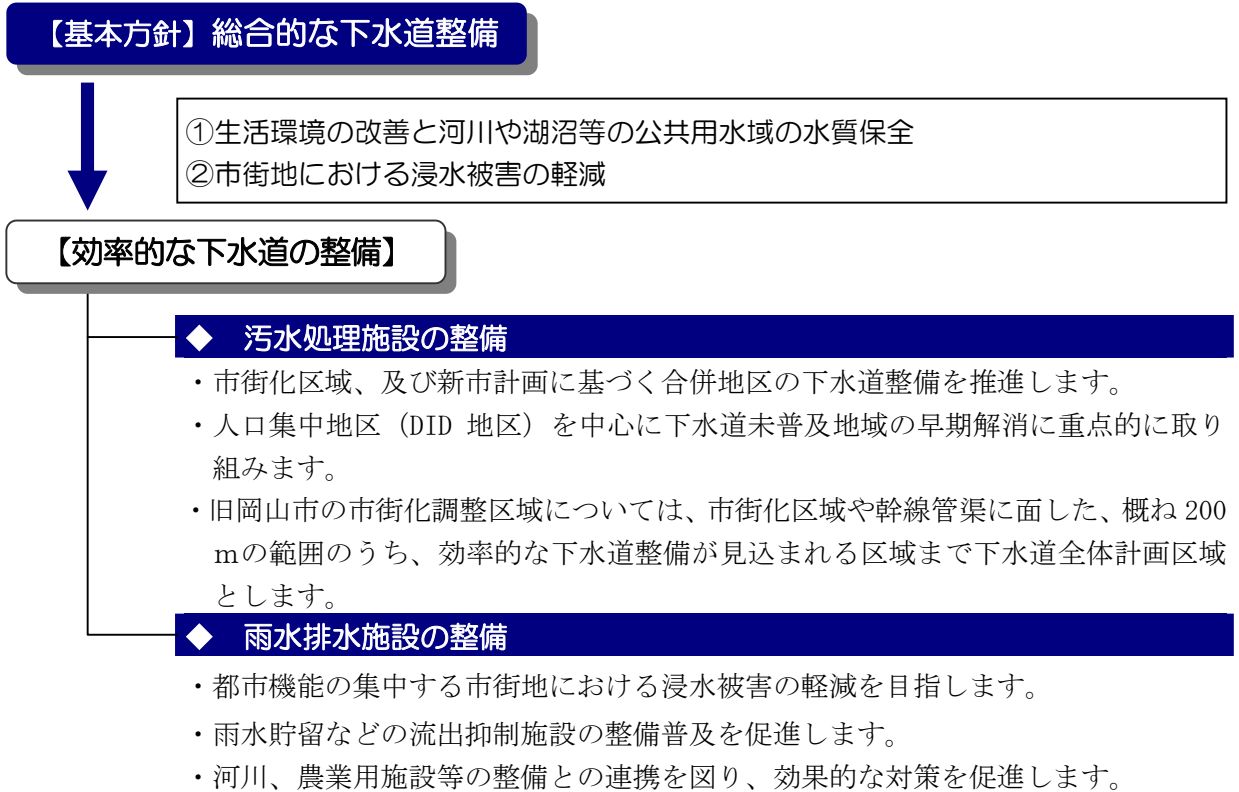 【基本方針】総合的な下水道整備
①生活環境の改善と河川や湖沼等の公共用水域の水質保全
②市街地における浸水被害の軽減
【効率的な下水道の整備】
◆　汚水処理施設の整備
・市街化区域、及び新市計画に基づく合併地区の下水道整備を推進します。
・人口集中地区（DID 地区）を中心に下水道未普及地域の早期解消に重点的に取り
組みます。
・旧岡山市の市街化調整区域については、市街化区域や幹線管渠に面した、概ね 200
ｍの範囲のうち、効率的な下水道整備が見込まれる区域まで下水道全体計画区域
とします。
◆　雨水排水施設の整備
・都市機能の集中する市街地における浸水被害の軽減を目指します。
・雨水貯留などの流出抑制施設の整備普及を促進します。
・河川、農業用施設等の整備との連携を図り、効果的な対策を促進します。